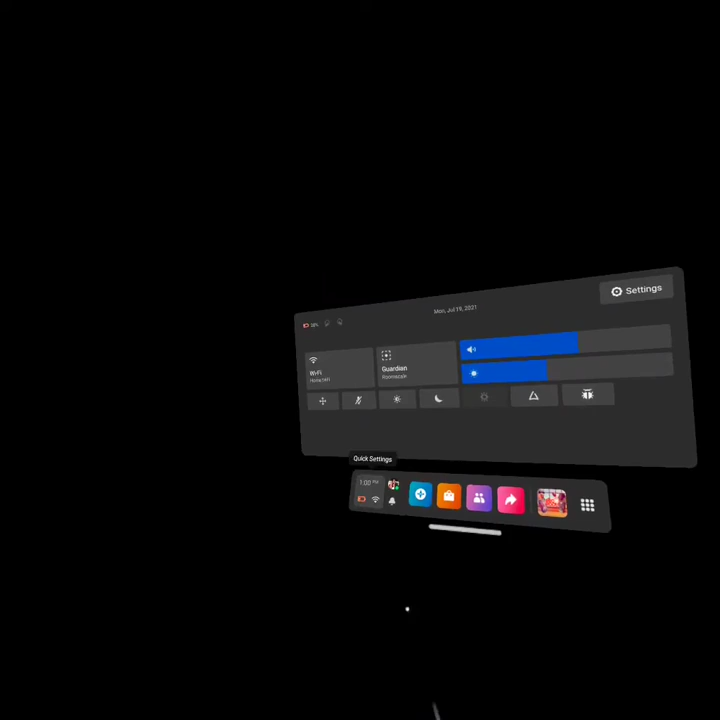 Settings
Mon, Jul 19, 2021
Wi-Fi
Guardian
Roomscale
Quick Settings
1:00 PM